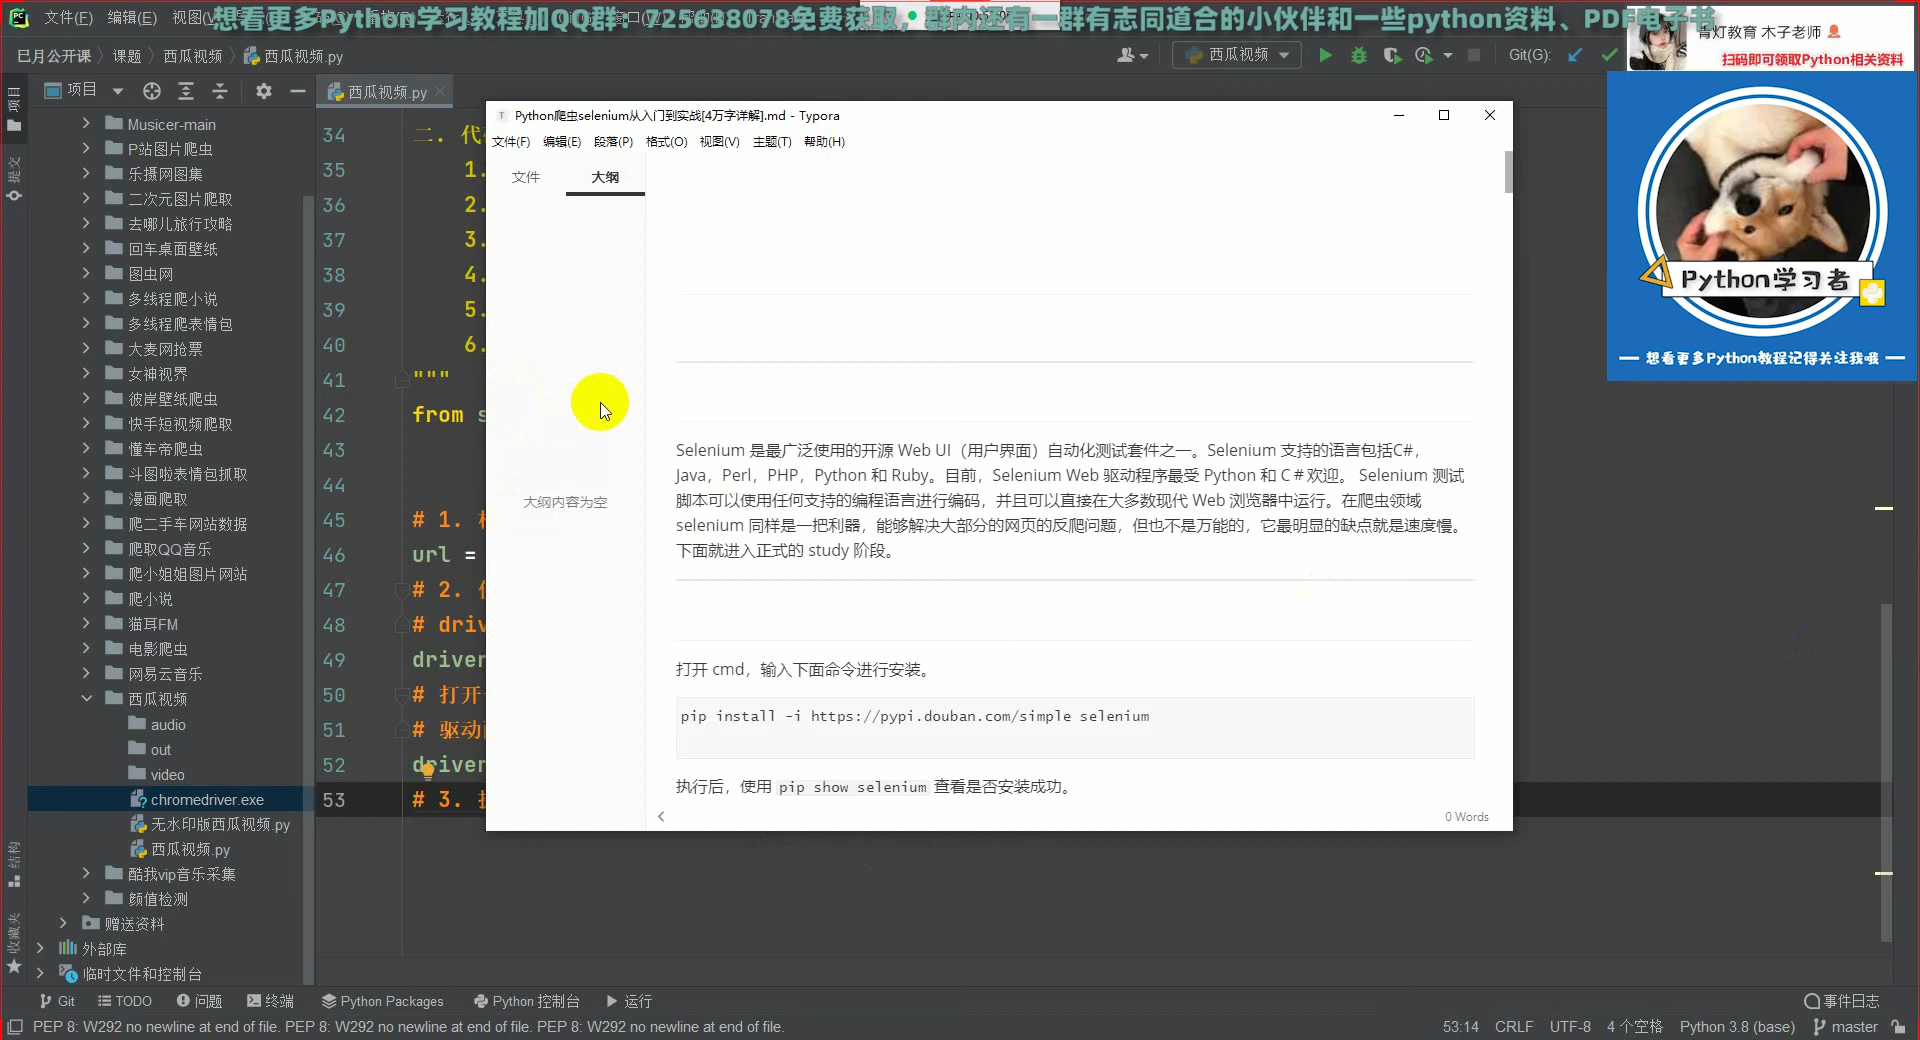 文件(F) 编辑(E) 视图(V)
想看更多Python学习教程加QQ群：725638078免费获取，群内还有一群有志同道合的小伙伴和一些python资料、PDF电子书
青灯教育 木子老师
扫码即可领取Python相关资料
巳月公开课 课题 西瓜视频 西瓜视频.py
西瓜视频
Git(G):
项目
西瓜视频.py
项目
提交
结构
收藏夹
Musicer-main
P站图片爬虫
乐摄网图集
二次元图片爬取
去哪儿旅行攻略
回车桌面壁纸
图虫网
多线程爬小说
多线程爬表情包
大麦网抢票
女神视界
彼岸壁纸爬虫
快手短视频爬取
懂车帝爬虫
斗图啦表情包抓取
漫画爬取
爬二手车网站数据
爬取QQ音乐
爬小姐姐图片网站
爬小说
猫耳FM
电影爬虫
网易云音乐
西瓜视频
audio
out
video
chromedriver.exe
无水印版西瓜视频.py
西瓜视频.py
酷我vip音乐采集
颜值检测
赠送资料
外部库
临时文件和控制台
34 二. 代
35 1.
36 2.
37 3.
38 4.
39 5.
40 6.
41 """
42 from s
43
44
45 # 1.
46 url =
47 # 2.
48 # driv
49 driver
50 # 打开
51 # 驱动
52 driver
53 # 3.
Python爬虫selenium从入门到实战[4万字详解].md - Typora
文件(F) 编辑(E) 段落(P) 格式(O) 视图(V) 主题(T) 帮助(H)
文件 大纲
大纲内容为空
Selenium 是最广泛使用的开源 Web UI（用户界面）自动化测试套件之一。Selenium 支持的语言包括C#，
Java，Perl，PHP，Python 和 Ruby。目前，Selenium Web 驱动程序最受 Python 和 C＃欢迎。 Selenium 测试
脚本可以使用任何支持的编程语言进行编码，并且可以直接在大多数现代 Web 浏览器中运行。在爬虫领域
selenium 同样是一把利器，能够解决大部分的网页的反爬问题，但也不是万能的，它最明显的缺点就是速度慢。
下面就进入正式的 study 阶段。
打开 cmd，输入下面命令进行安装。
pip install -i https://pypi.douban.com/simple selenium
执行后，使用 pip show selenium 查看是否安装成功。
0 Words
Python学习者
想看更多Python教程记得关注我哦
Git TODO 问题 终端 Python Packages Python 控制台 运行 事件日志
PEP 8: W292 no newline at end of file. PEP 8: W292 no newline at end of file. PEP 8: W292 no newline at end of file.
53:14 CRLF UTF-8 4 个空格 Python 3.8 (base) master